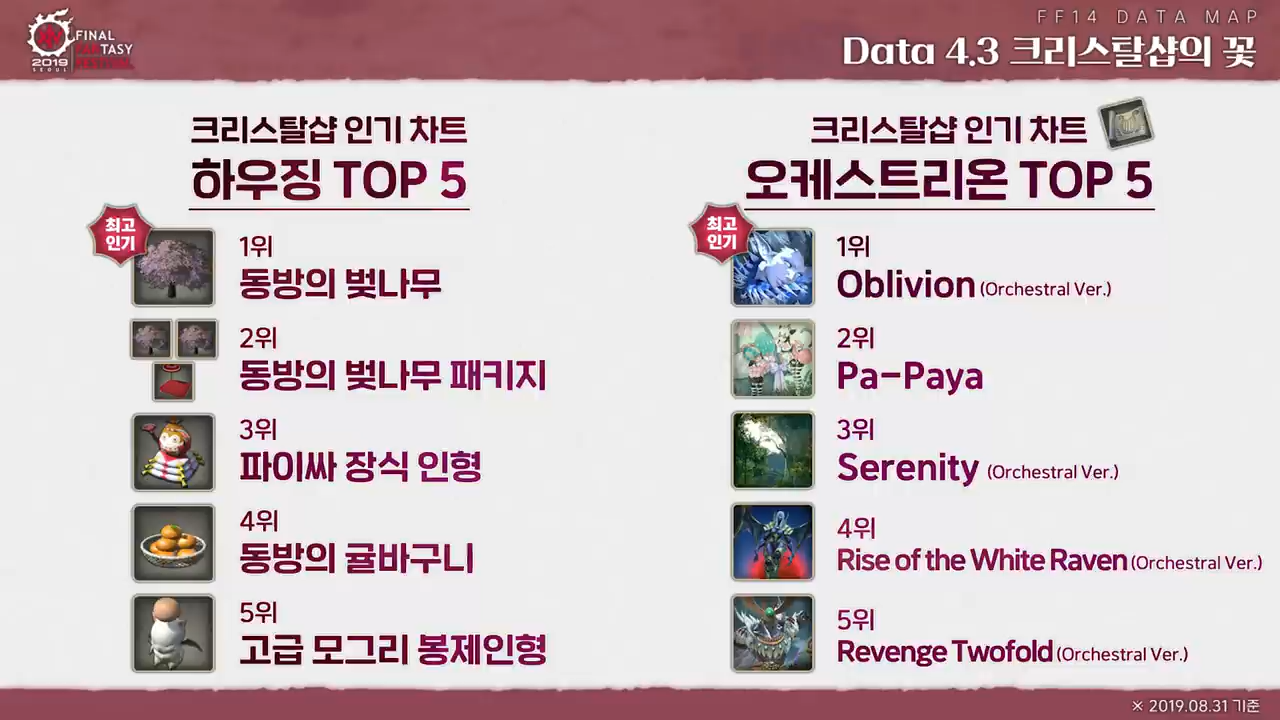 FINAL
FANTASY
FESTIVAL
2019
SEOUL
FF14 DATA MAP
Data 4.3 크리스탈샵의 꽃
크리스탈샵 인기 차트
하우징 TOP 5
최고
인기
1위
동방의 벚나무
2위
동방의 벚나무 패키지
3위
파이싸 장식 인형
4위
동방의 귤바구니
5위
고급 모그리 봉제인형
크리스탈샵 인기 차트
오케스트리온 TOP 5
최고
인기
1위
Oblivion (Orchestral Ver.)
2위
Pa-Paya
3위
Serenity (Orchestral Ver.)
4위
Rise of the White Raven (Orchestral Ver.)
5위
Revenge Twofold (Orchestral Ver.)
※ 2019.08.31 기준